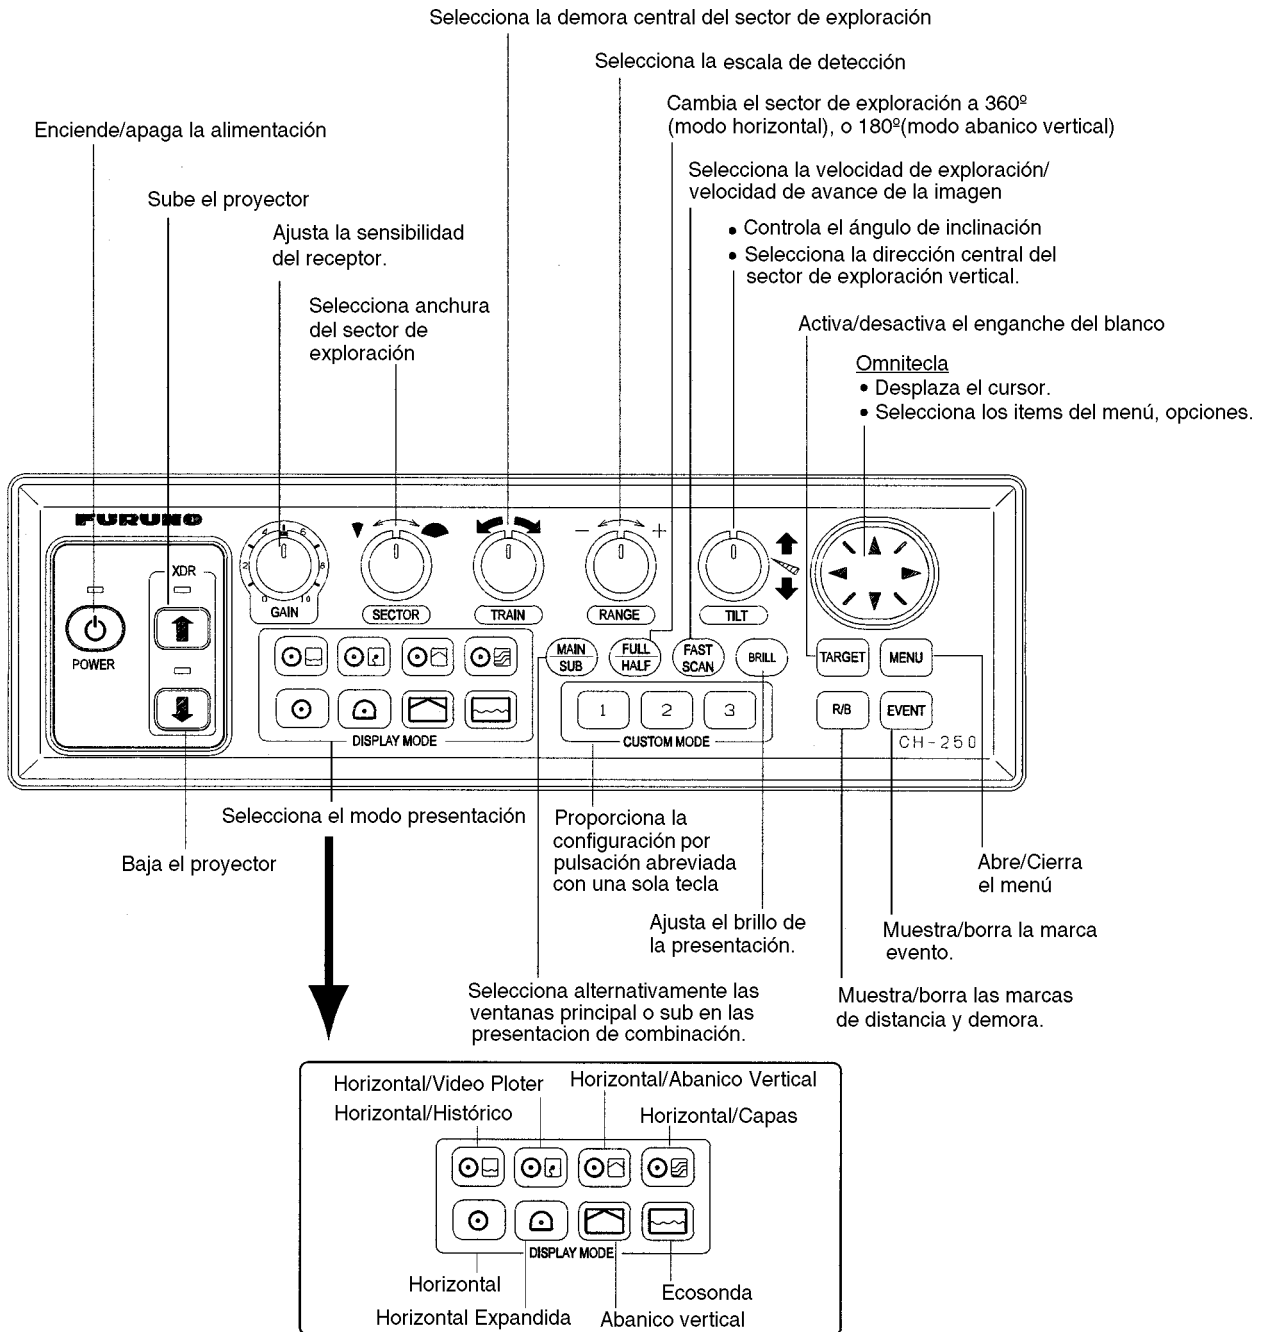 Selecciona la demora central del sector de exploración
Selecciona la escala de detección
Cambia el sector de exploración a 360º
(modo horizontal), o 180º(modo abanico vertical)
Enciende/apaga la alimentación
Selecciona la velocidad de exploración/
velocidad de avance de la imagen
Sube el proyector
• Controla el ángulo de inclinación
• Selecciona la dirección central del
sector de exploración vertical.
Ajusta la sensibilidad
del receptor.
Selecciona anchura
del sector de
exploración
Activa/desactiva el enganche del blanco
Omnitecla
• Desplaza el cursor.
• Selecciona los items del menú, opciones.
FURUNO
XDR
POWER
0 2 4 6 8 10
GAIN
SECTOR
TRAIN
− +
RANGE
TILT
MAIN
SUB
FULL
HALF
FAST
SCAN
BRILL
TARGET
MENU
DISPLAY MODE
1 2 3
CUSTOM MODE
R/B
EVENT
CH-250
Selecciona el modo presentación
Baja el proyector
Proporciona la
configuración por
pulsación abreviada
con una sola tecla
Abre/Cierra
el menú
Ajusta el brillo de
la presentación.
Muestra/borra la marca
evento.
Selecciona alternativamente las
ventanas principal o sub en las
presentacion de combinación.
Muestra/borra las marcas
de distancia y demora.
Horizontal/Video Ploter
Horizontal/Abanico Vertical
Horizontal/Histórico
Horizontal/Capas
DISPLAY MODE
Horizontal
Ecosonda
Horizontal Expandida
Abanico vertical